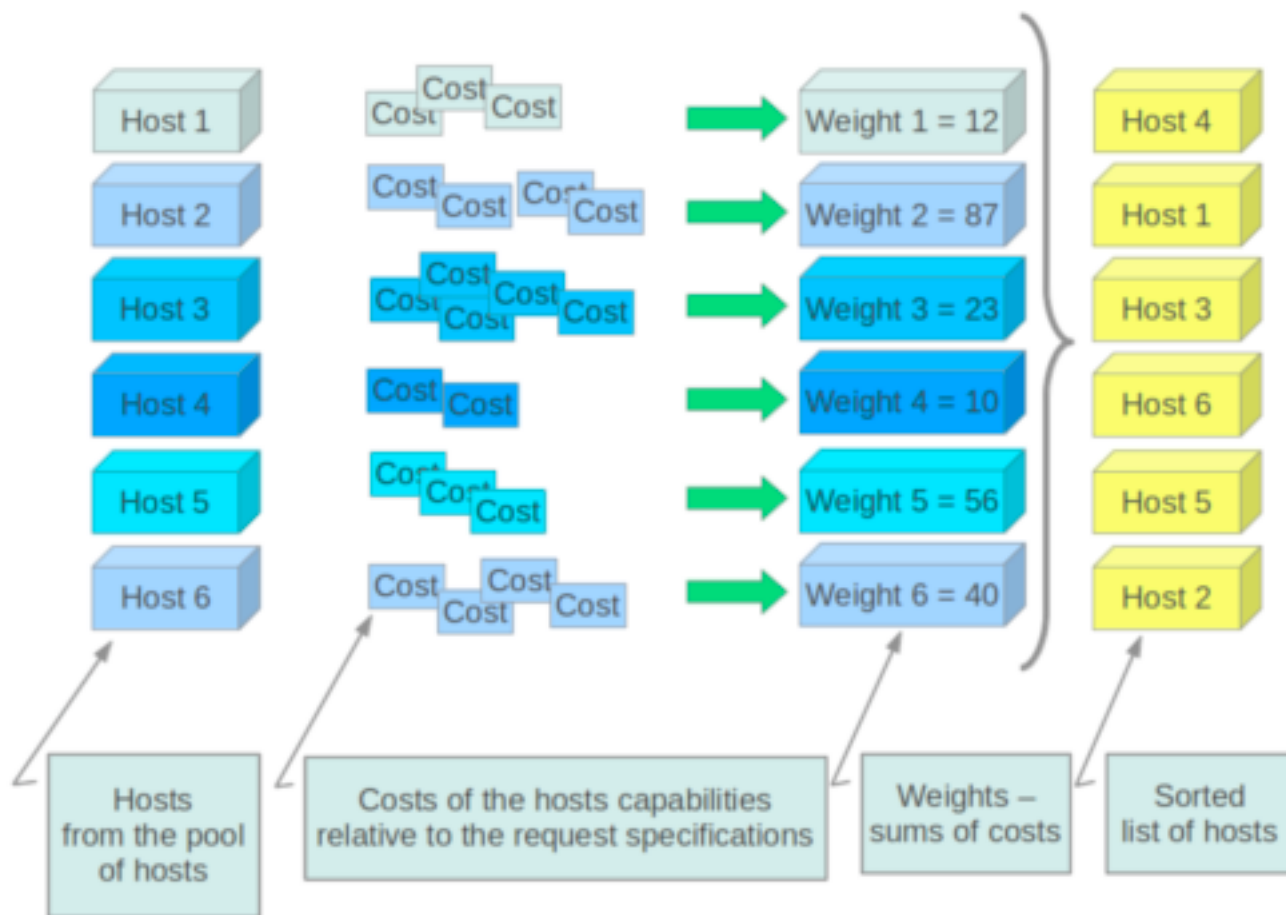 Host 1
Cost
Cost
Cost
Weight 1 = 12
Host 4
Host 2
Cost
Cost
Cost
Cost
Weight 2 = 87
Host 1
Host 3
Cost
Cost
Cost
Cost
Cost
Weight 3 = 23
Host 3
Host 4
Cost
Cost
Weight 4 = 10
Host 6
Host 5
Cost
Cost
Cost
Weight 5 = 56
Host 5
Host 6
Cost
Cost
Cost
Cost
Weight 6 = 40
Host 2
Hosts
from the pool
of hosts
Costs of the hosts capabilities
relative to the request specifications
Weights –
sums of costs
Sorted
list of hosts